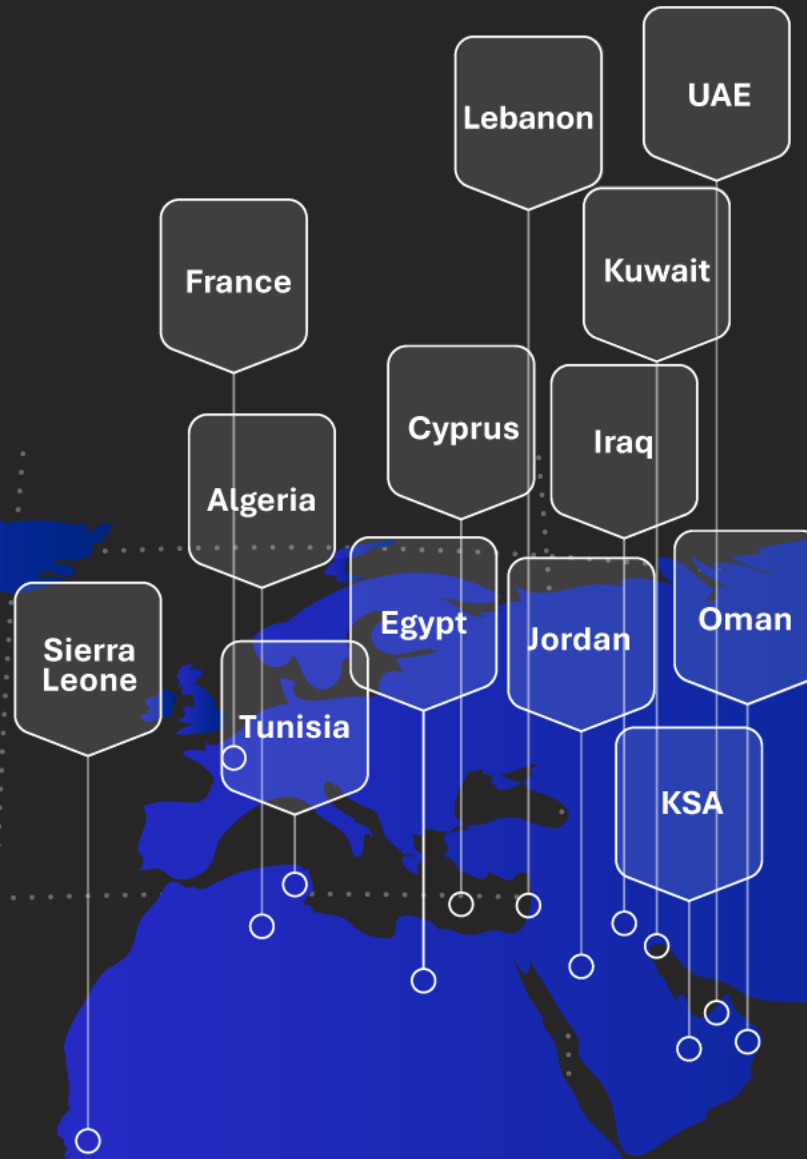 UAE
Lebanon
Kuwait
France
Cyprus
Iraq
Algeria
Oman
Egypt
Jordan
Sierra
Leone
Tunisia
KSA